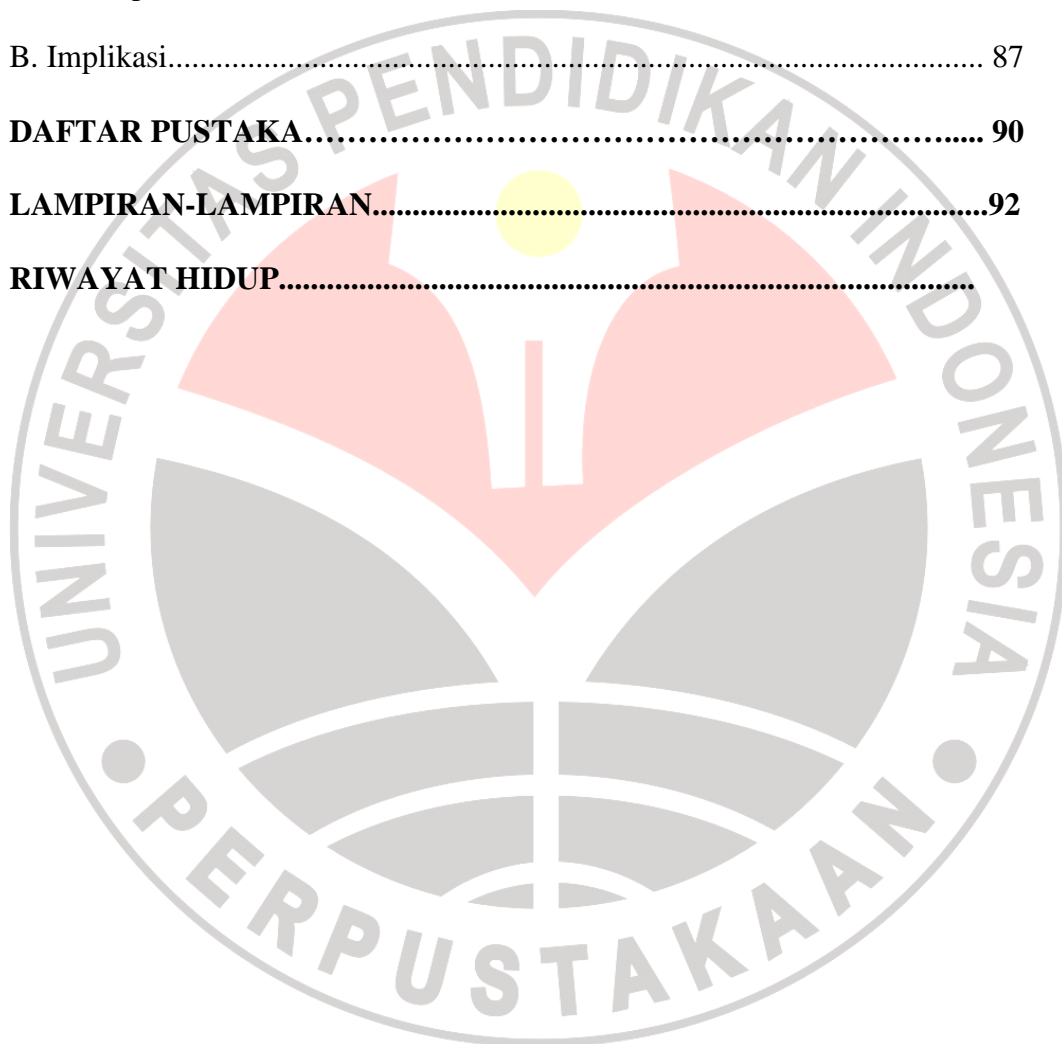 B. Implikasi....................................................................................................... 87
DAFTAR PUSTAKA……………………………………………………………..... 90
LAMPIRAN-LAMPIRAN.............................................................................92
RIWAYAT HIDUP.......................................................................................
UNIVERSITAS PENDIDIKAN INDONESIA
PERPUSTAKAAN